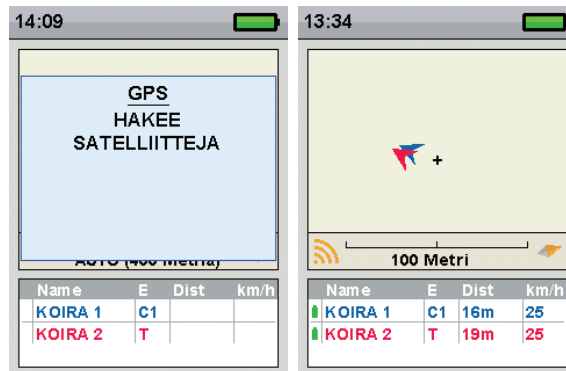 14:09
GPS
HAKEE
SATELLIITTEJA
AUTO (400 Metriä)
Name E Dist km/h
KOIRA 1 C1
KOIRA 2 T
13:34
+
100 Metri
Name E Dist km/h
KOIRA 1 C1 16m 25
KOIRA 2 T 19m 25